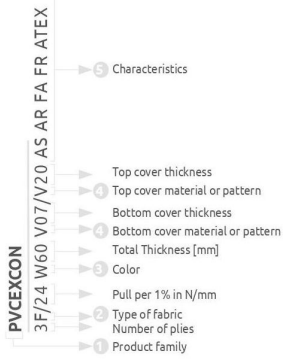 PVCEXCON
3F/24 W60 V07/V20 AS AR FA FR ATEX
5 Characteristics
Top cover thickness
4 Top cover material or pattern
Bottom cover thickness
4 Bottom cover material or pattern
Total Thickness [mm]
3 Color
Pull per 1% in N/mm
2 Type of fabric
Number of plies
1 Product family